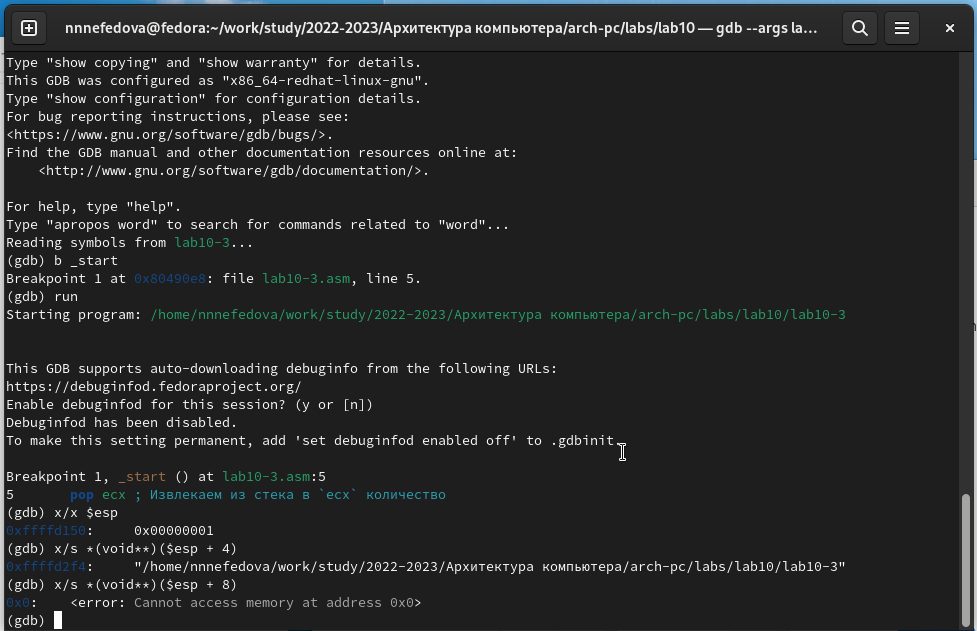 nnnefedova@fedora:~/work/study/2022-2023/Архитектура компьютера/arch-pc/labs/lab10 — gdb --args la...
Type "show copying" and "show warranty" for details.
This GDB was configured as "x86_64-redhat-linux-gnu".
Type "show configuration" for configuration details.
For bug reporting instructions, please see:
<https://www.gnu.org/software/gdb/bugs/>.
Find the GDB manual and other documentation resources online at:
    <http://www.gnu.org/software/gdb/documentation/>.
For help, type "help".
Type "apropos word" to search for commands related to "word"...
Reading symbols from lab10-3...
(gdb) b _start
Breakpoint 1 at 0x80490e8: file lab10-3.asm, line 5.
(gdb) run
Starting program: /home/nnnefedova/work/study/2022-2023/Архитектура компьютера/arch-pc/labs/lab10/lab10-3
This GDB supports auto-downloading debuginfo from the following URLs:
https://debuginfod.fedoraproject.org/
Enable debuginfod for this session? (y or [n])
Debuginfod has been disabled.
To make this setting permanent, add 'set debuginfod enabled off' to .gdbinit.
Breakpoint 1, _start () at lab10-3.asm:5
5       pop ecx ; Извлекаем из стека в `ecx` количество
(gdb) x/x $esp
0xffffd150:     0x00000001
(gdb) x/s *(void**)($esp + 4)
0xffffd2f4:     "/home/nnnefedova/work/study/2022-2023/Архитектура компьютера/arch-pc/labs/lab10/lab10-3"
(gdb) x/s *(void**)($esp + 8)
0x0:    <error: Cannot access memory at address 0x0>
(gdb)